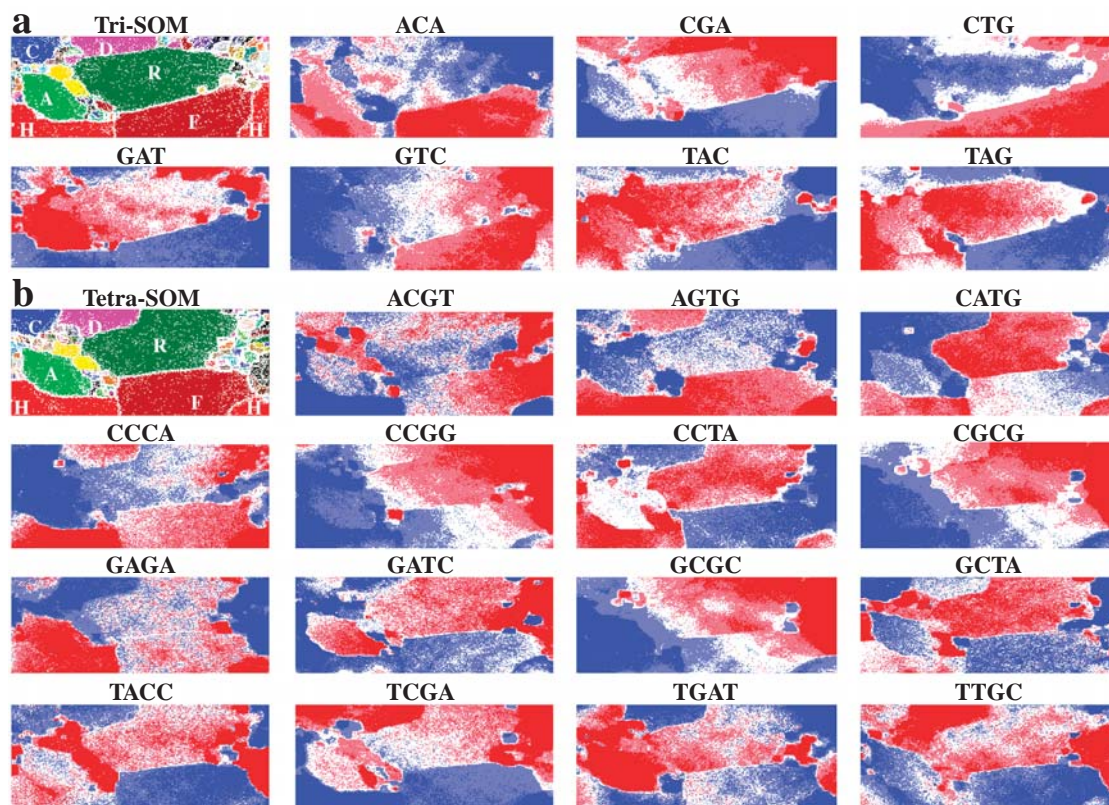 a
Tri-SOM ACA CGA CTG
C D R A H F H
GAT GTC TAC TAG
b
Tetra-SOM ACGT AGTG CATG
C D R A H F H
CCCA CCGG CCTA CGCG
GAGA GATC GCGC GCTA
TACC TCGA TGAT TTGC